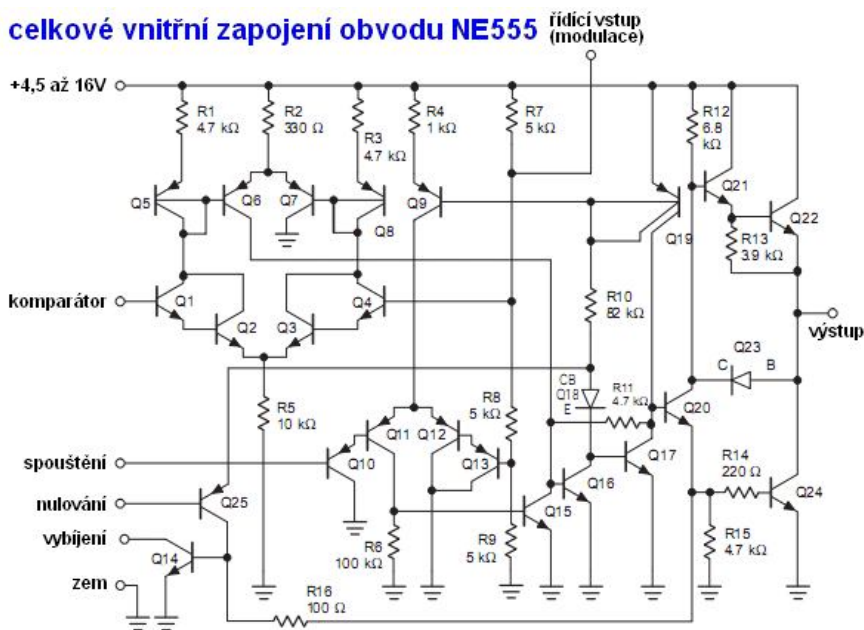 celkové vnitřní zapojení obvodu NE555
řídící vstup
(modulace)
+4,5 až 16V
R1
4.7 kΩ
R2
330 Ω
R3
4.7 kΩ
R4
1 kΩ
R7
5 kΩ
R12
6.8
kΩ
Q5
Q6
Q7
Q8
Q9
Q19
Q21
Q22
R13
3.9 kΩ
R10
82 kΩ
komparátor
Q1
Q2
Q3
Q4
výstup
Q23
C
B
CB
Q18
E
R11
4.7 kΩ
Q20
R5
10 kΩ
R8
5 kΩ
Q11
Q12
Q10
Q13
Q17
R14
220 Ω
spouštění
nulování
Q25
Q15
Q16
Q24
vybíjení
Q14
R6
100 kΩ
R9
5 kΩ
R15
4.7 kΩ
zem
R16
100 Ω